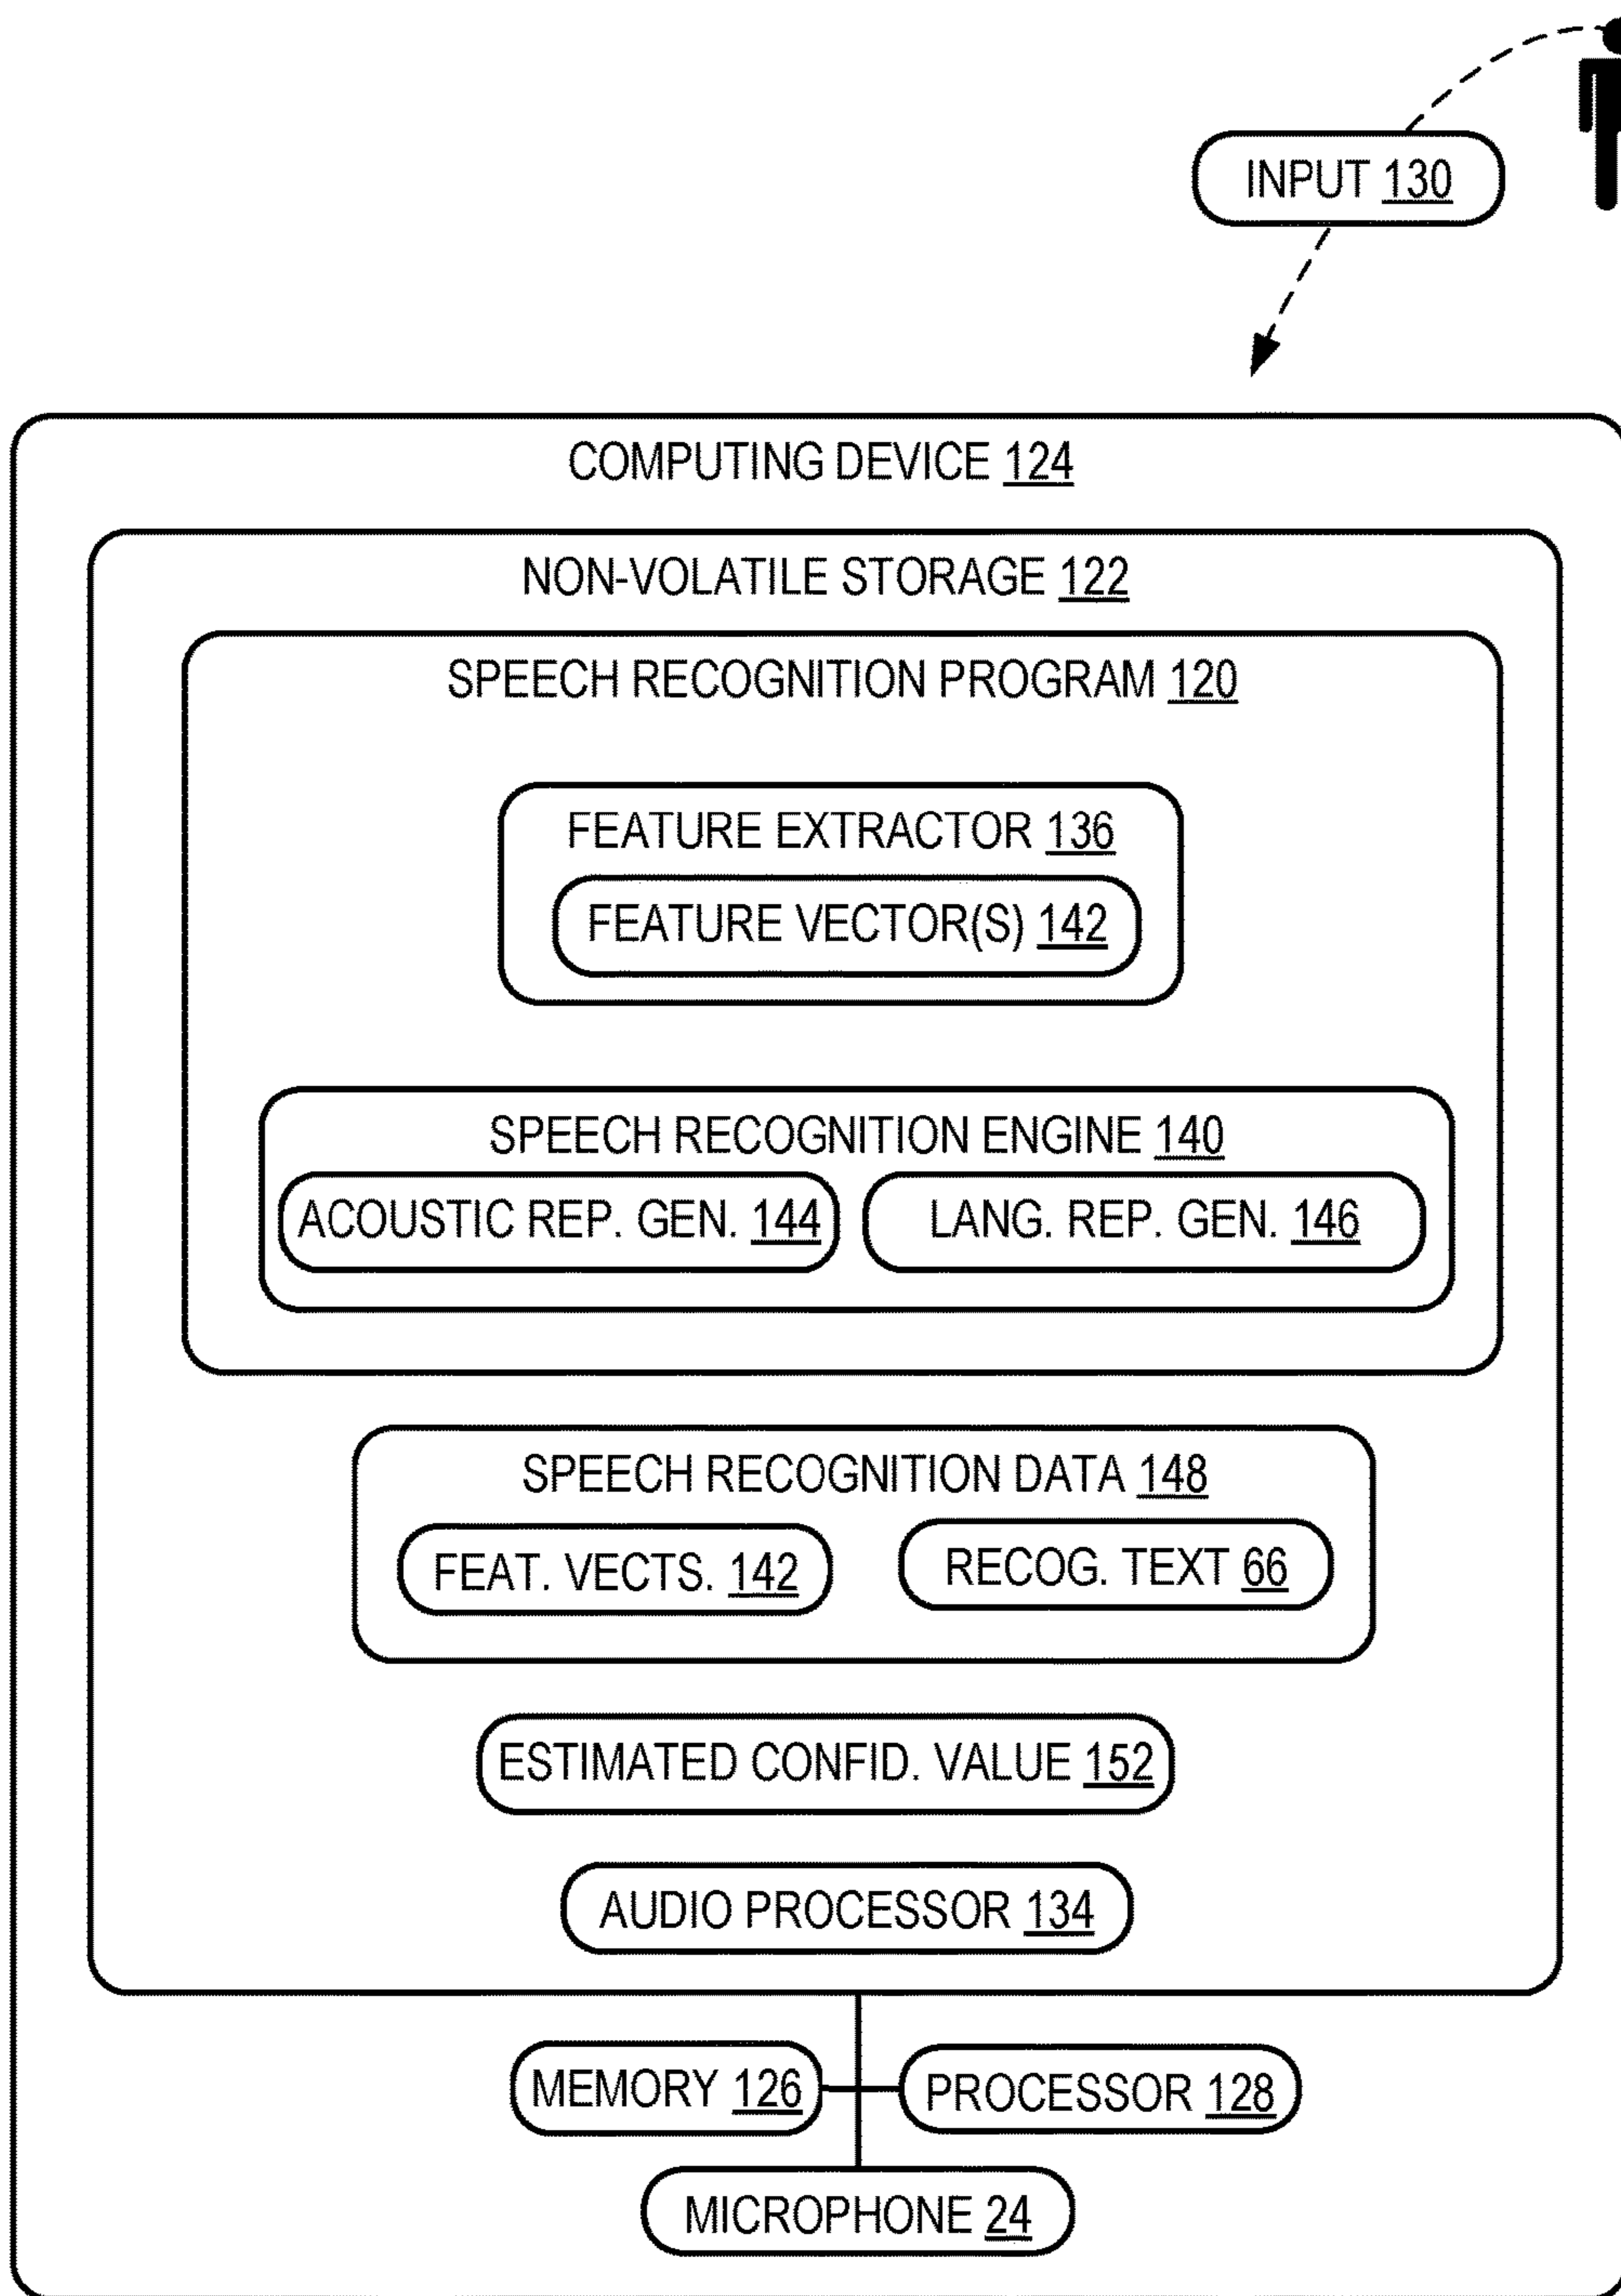 INPUT 130
COMPUTING DEVICE 124
NON-VOLATILE STORAGE 122
SPEECH RECOGNITION PROGRAM 120
FEATURE EXTRACTOR 136
FEATURE VECTOR(S) 142
SPEECH RECOGNITION ENGINE 140
ACOUSTIC REP. GEN. 144
LANG. REP. GEN. 146
SPEECH RECOGNITION DATA 148
FEAT. VECTS. 142
RECOG. TEXT 66
ESTIMATED CONFID. VALUE 152
AUDIO PROCESSOR 134
MEMORY 126
PROCESSOR 128
MICROPHONE 24